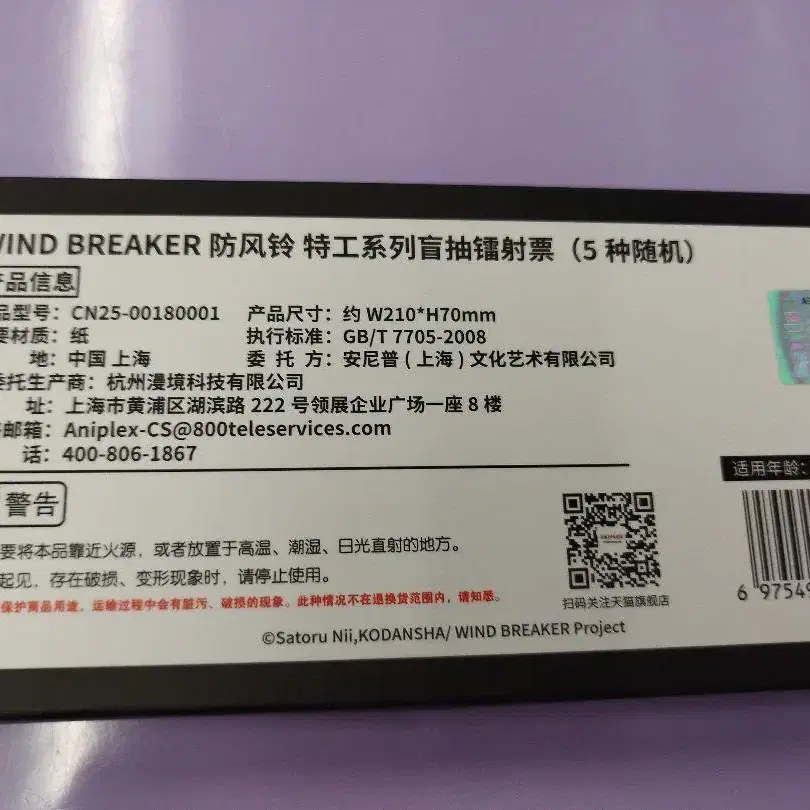 WIND BREAKER 防风铃 特工系列盲抽镭射票（5 种随机）
产品信息
品型号：CN25-00180001 产品尺寸：约 W210*H70mm
要材质：纸 执行标准：GB/T 7705-2008
地：中国 上海 委 托 方：安尼普（上海）文化艺术有限公司
委托生产商：杭州漫境科技有限公司
址：上海市黄浦区湖滨路 222 号领展企业广场一座 8 楼
邮箱：Aniplex-CS@800teleservices.com
话：400-806-1867
适用年龄：
警告
要将本品靠近火源，或者放置于高温、潮湿、日光直射的地方。
起见，存在破损、变形现象时，请停止使用。
保护商品用途，运输过程中会有脏污、破损的现象。此种情况不在退换货范围内，请知悉。
扫码关注天猫旗舰店
6 97549
©Satoru Nii,KODANSHA/ WIND BREAKER Project